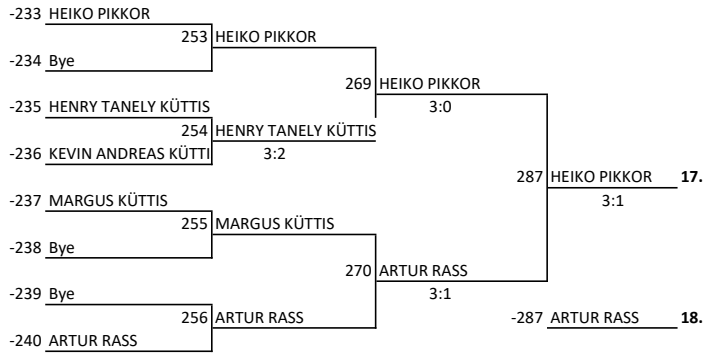 -233 HEIKO PIKKOR
253 HEIKO PIKKOR
-234 Bye
269 HEIKO PIKKOR
3:0
-235 HENRY TANELY KÜTTIS
254 HENRY TANELY KÜTTIS
-236 KEVIN ANDREAS KÜTTI
3:2
287 HEIKO PIKKOR 17.
3:1
-237 MARGUS KÜTTIS
255 MARGUS KÜTTIS
-238 Bye
270 ARTUR RASS
3:1
-239 Bye
256 ARTUR RASS
-287 ARTUR RASS 18.
-240 ARTUR RASS